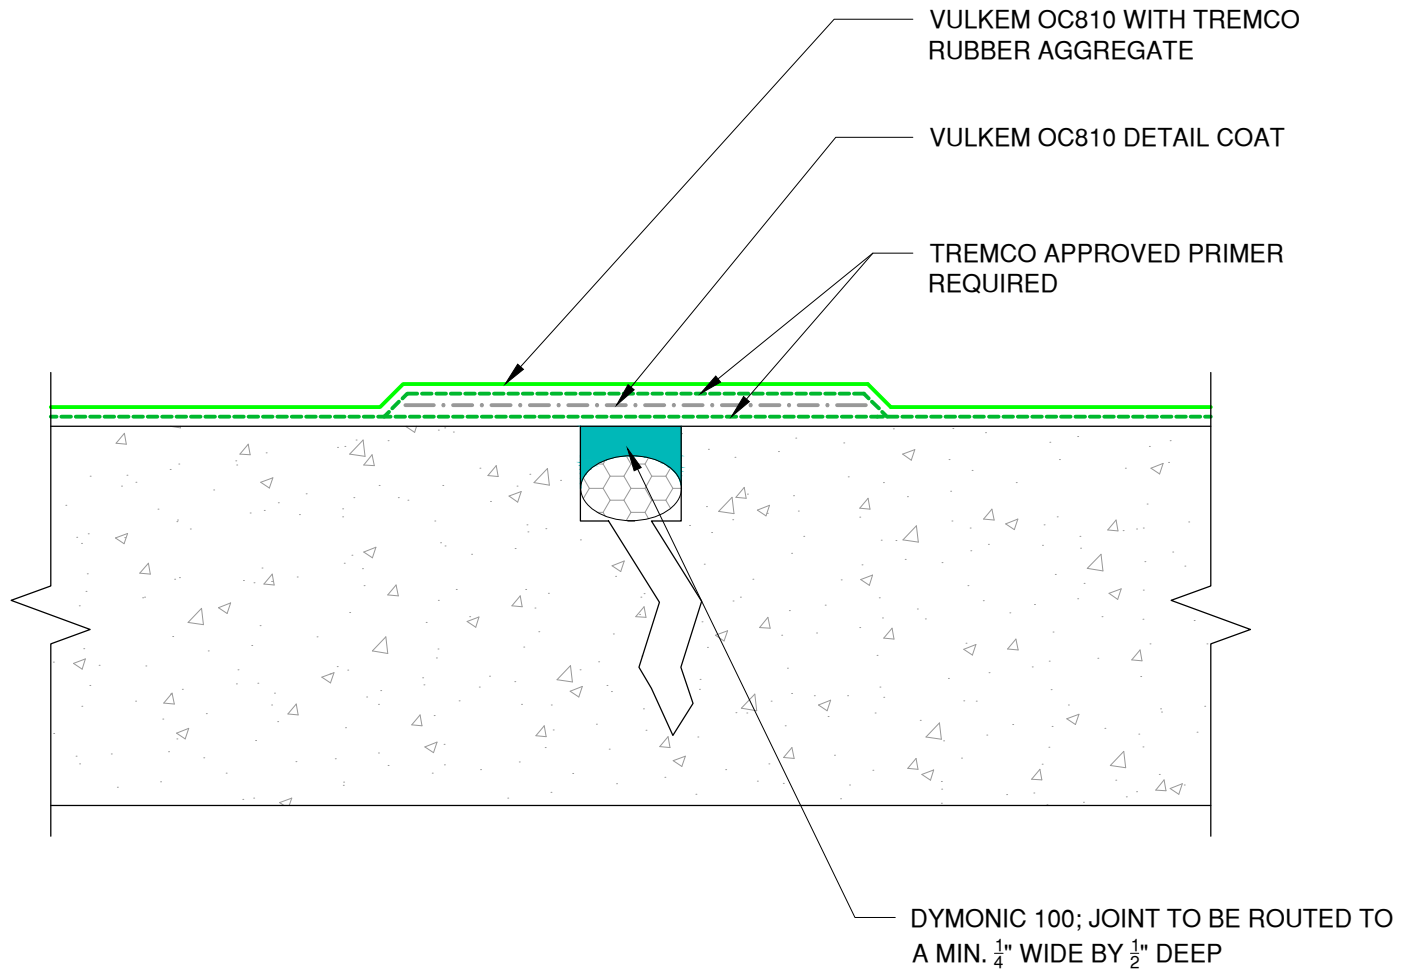 VULKEM OC810 WITH TREMCO
RUBBER AGGREGATE
VULKEM OC810 DETAIL COAT
TREMCO APPROVED PRIMER
REQUIRED
DYMONIC 100; JOINT TO BE ROUTED TO
A MIN. 1/4" WIDE BY 1/2" DEEP